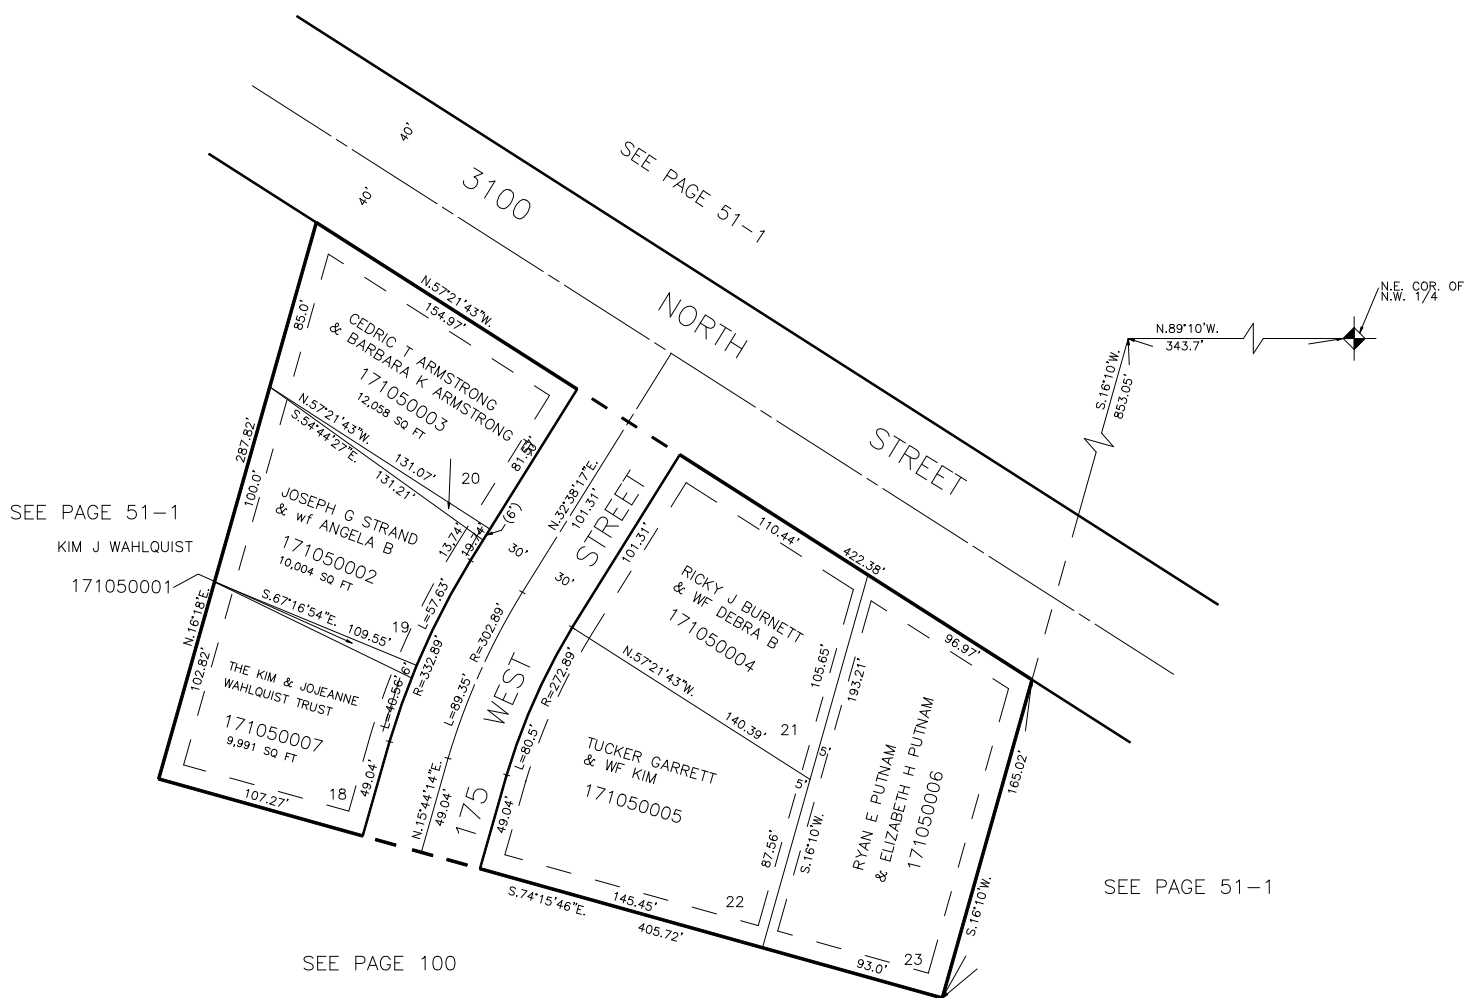 40'
40'
3100
NORTH
STREET
SEE PAGE 51-1
N.E. COR. OF
N.W. 1/4
N.89°10'W.
343.7'
S.16°10'W.
853.05'
N.57°21'43"W.
154.97'
85.0'
CEDRIC T ARMSTRONG
& BARBARA K ARMSTRONG TR
171050003
12,058 SQ FT
N.57°21'43"W.
S.54°44'27"E.
131.07'
131.21'
20
(6')
13.74'
19.74'
287.82'
100.0'
JOSEPH G STRAND
& wf ANGELA B
171050002
10,004 SQ FT
SEE PAGE 51-1
KIM J WAHLQUIST
171050001
S.67°16'54"E.
109.55'
19
L=57.63'
R=332.89'
6'
L=40.56'
N.16°18'E.
102.82'
THE KIM & JOJEANNE
WAHLQUIST TRUST
171050007
9,991 SQ FT
18
49.04'
107.27'
N.32°38'17"E.
101.31'
30'
30'
R=302.89'
L=89.35'
N.15°44'14"E.
49.04'
175
WEST
STREET
101.31'
R=272.89'
L=80.5'
49.04'
110.44'
422.38'
RICKY J BURNETT
& WF DEBRA B
171050004
105.65'
193.21'
21
N.57°21'43"W.
140.39'
5'
5'
TUCKER GARRETT
& WF KIM
171050005
87.56'
S.16°10'W.
22
S.74°15'46"E.
145.45'
405.72'
96.97'
RYAN E PUTNAM
& ELIZABETH H PUTNAM
171050006
165.02'
S.16°10'W.
23
93.0'
SEE PAGE 51-1
SEE PAGE 100